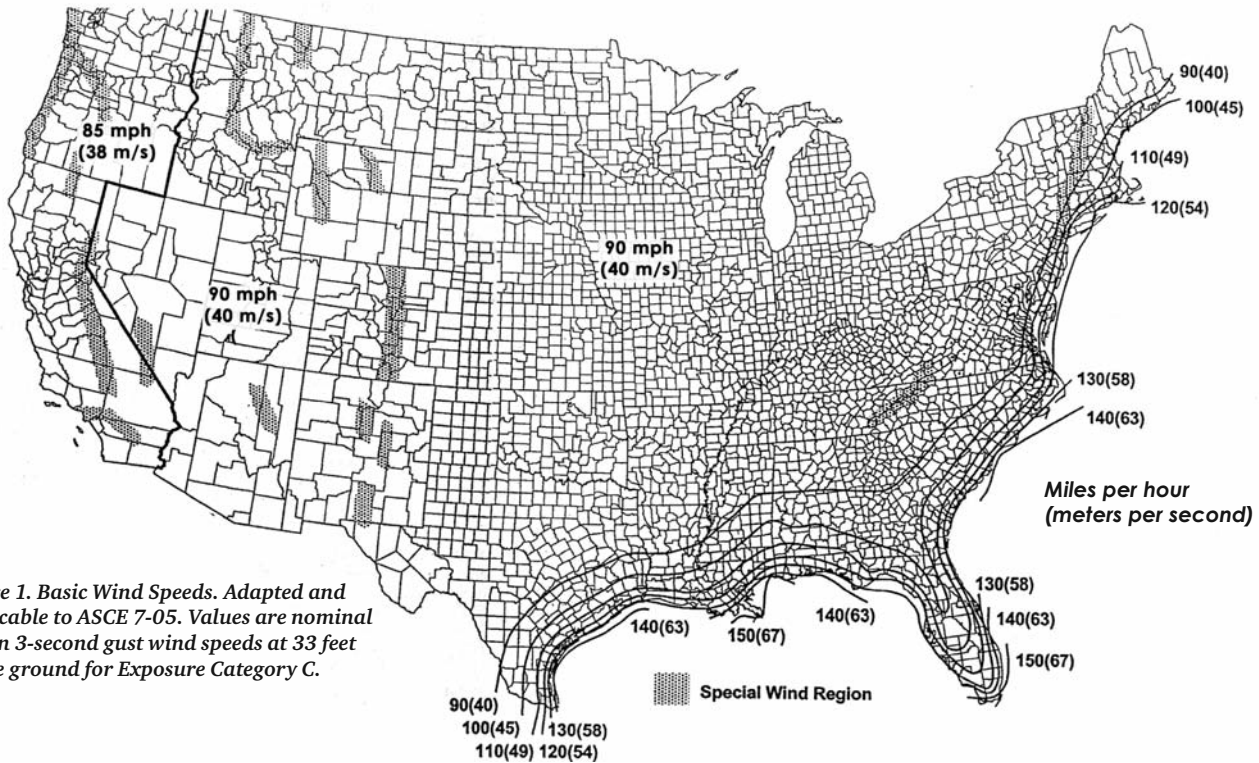 90(40)
100(45)
85 mph
(38 m/s)
110(49)
120(54)
90 mph
(40 m/s)
90 mph
(40 m/s)
130(58)
140(63)
Miles per hour
(meters per second)
1. Basic Wind Speeds. Adapted and
to ASCE 7-05. Values are nominal
3-second gust wind speeds at 33 feet
ground for Exposure Category C.
130(58)
140(63)
140(63)
140(63)
150(67)
150(67)
Special Wind Region
90(40)
100(45)
130(58)
110(49)
120(54)